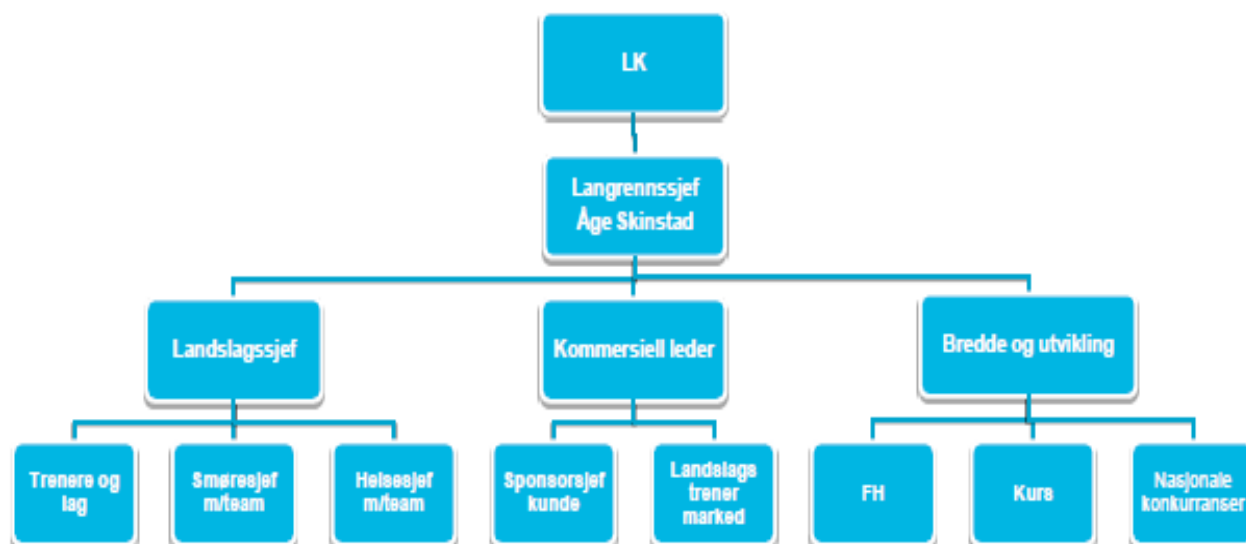 LK
Langrennssjef
Åge Skinstad
Landslagssjef
Kommersiell leder
Bredde og utvikling
Trenere og
lag
Smøresjef
m/team
Helsesjef
m/team
Sponsorsjef
kunde
Landslags
trener
marked
FH
Kurs
Nasjonale
konkurranser